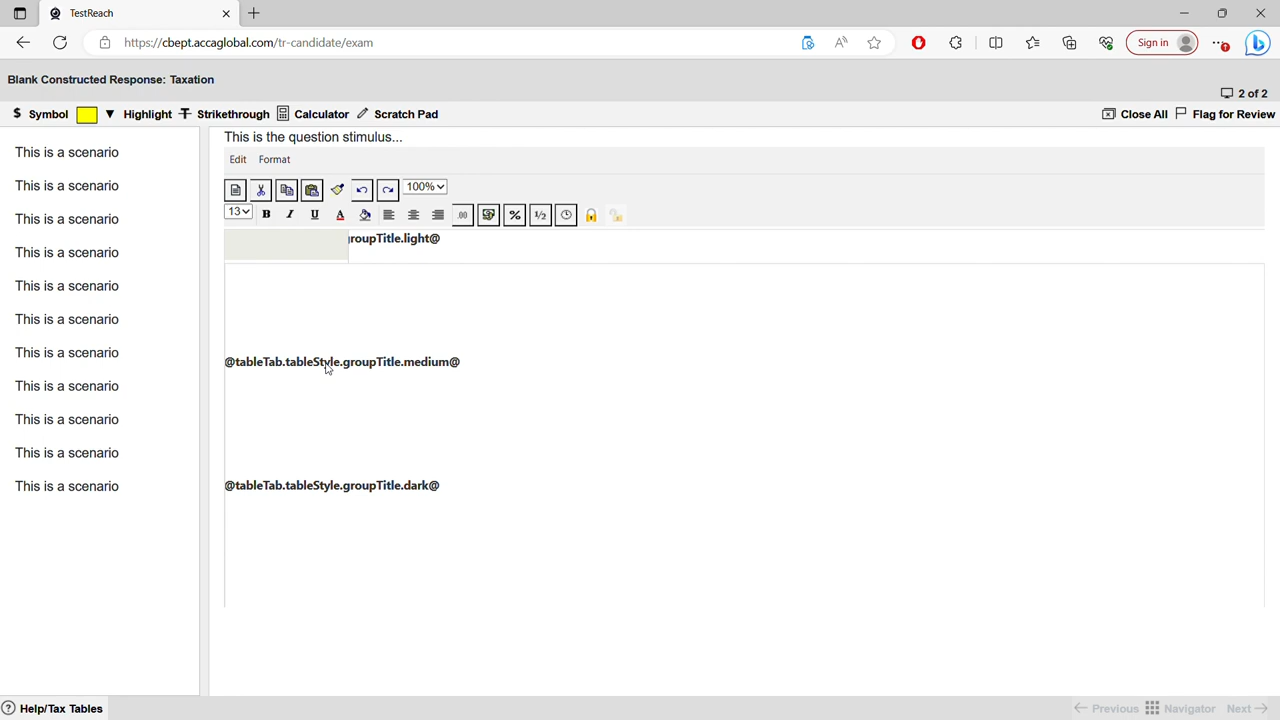 TestReach
https://cbept.accaglobal.com/tr-candidate/exam
Sign in
Blank Constructed Response: Taxation
2 of 2
$ Symbol Highlight Strikethrough Calculator Scratch Pad Close All Flag for Review
This is a scenario
This is a scenario
This is a scenario
This is a scenario
This is a scenario
This is a scenario
This is a scenario
This is a scenario
This is a scenario
This is a scenario
This is a scenario
This is the question stimulus...
Edit Format
100%
13 B I U A .00 % 1/2
roupTitle.light@
@tableTab.tableStyle.groupTitle.medium@
@tableTab.tableStyle.groupTitle.dark@
Help/Tax Tables
Previous Navigator Next